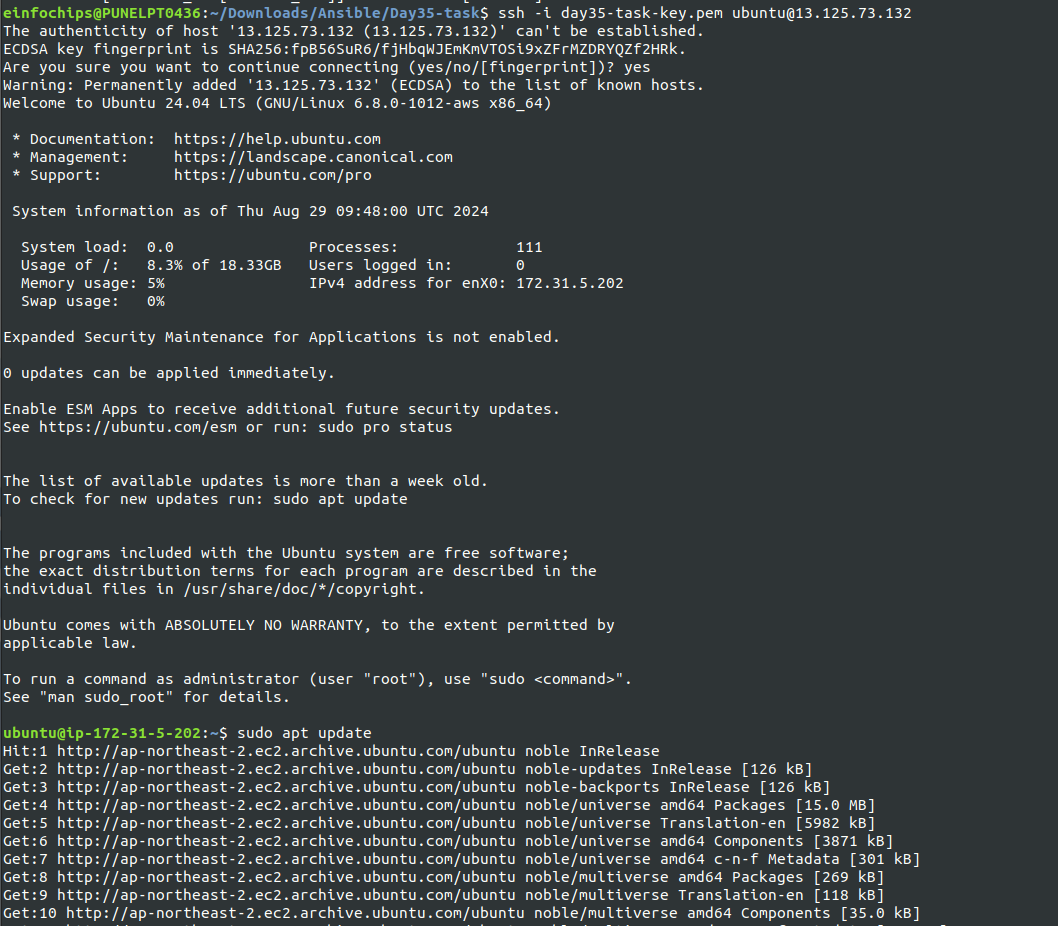 einfochips@PUNELPT0436:~/Downloads/Ansible/Day35-task$ ssh -i day35-task-key.pem ubuntu@13.125.73.132
The authenticity of host '13.125.73.132 (13.125.73.132)' can't be established.
ECDSA key fingerprint is SHA256:fpB56SuR6/fjHbqWJEmKmVTOSi9xZFrMZDRYQZf2HRk.
Are you sure you want to continue connecting (yes/no/[fingerprint])? yes
Warning: Permanently added '13.125.73.132' (ECDSA) to the list of known hosts.
Welcome to Ubuntu 24.04 LTS (GNU/Linux 6.8.0-1012-aws x86_64)

 * Documentation:  https://help.ubuntu.com
 * Management:     https://landscape.canonical.com
 * Support:        https://ubuntu.com/pro

 System information as of Thu Aug 29 09:48:00 UTC 2024

  System load:  0.0               Processes:             111
  Usage of /:   8.3% of 18.33GB   Users logged in:       0
  Memory usage: 5%                IPv4 address for enX0: 172.31.5.202
  Swap usage:   0%

Expanded Security Maintenance for Applications is not enabled.

0 updates can be applied immediately.

Enable ESM Apps to receive additional future security updates.
See https://ubuntu.com/esm or run: sudo pro status


The list of available updates is more than a week old.
To check for new updates run: sudo apt update


The programs included with the Ubuntu system are free software;
the exact distribution terms for each program are described in the
individual files in /usr/share/doc/*/copyright.

Ubuntu comes with ABSOLUTELY NO WARRANTY, to the extent permitted by
applicable law.

To run a command as administrator (user "root"), use "sudo <command>".
See "man sudo_root" for details.

ubuntu@ip-172-31-5-202:~$ sudo apt update
Hit:1 http://ap-northeast-2.ec2.archive.ubuntu.com/ubuntu noble InRelease
Get:2 http://ap-northeast-2.ec2.archive.ubuntu.com/ubuntu noble-updates InRelease [126 kB]
Get:3 http://ap-northeast-2.ec2.archive.ubuntu.com/ubuntu noble-backports InRelease [126 kB]
Get:4 http://ap-northeast-2.ec2.archive.ubuntu.com/ubuntu noble/universe amd64 Packages [15.0 MB]
Get:5 http://ap-northeast-2.ec2.archive.ubuntu.com/ubuntu noble/universe Translation-en [5982 kB]
Get:6 http://ap-northeast-2.ec2.archive.ubuntu.com/ubuntu noble/universe amd64 Components [3871 kB]
Get:7 http://ap-northeast-2.ec2.archive.ubuntu.com/ubuntu noble/universe amd64 c-n-f Metadata [301 kB]
Get:8 http://ap-northeast-2.ec2.archive.ubuntu.com/ubuntu noble/multiverse amd64 Packages [269 kB]
Get:9 http://ap-northeast-2.ec2.archive.ubuntu.com/ubuntu noble/multiverse Translation-en [118 kB]
Get:10 http://ap-northeast-2.ec2.archive.ubuntu.com/ubuntu noble/multiverse amd64 Components [35.0 kB]